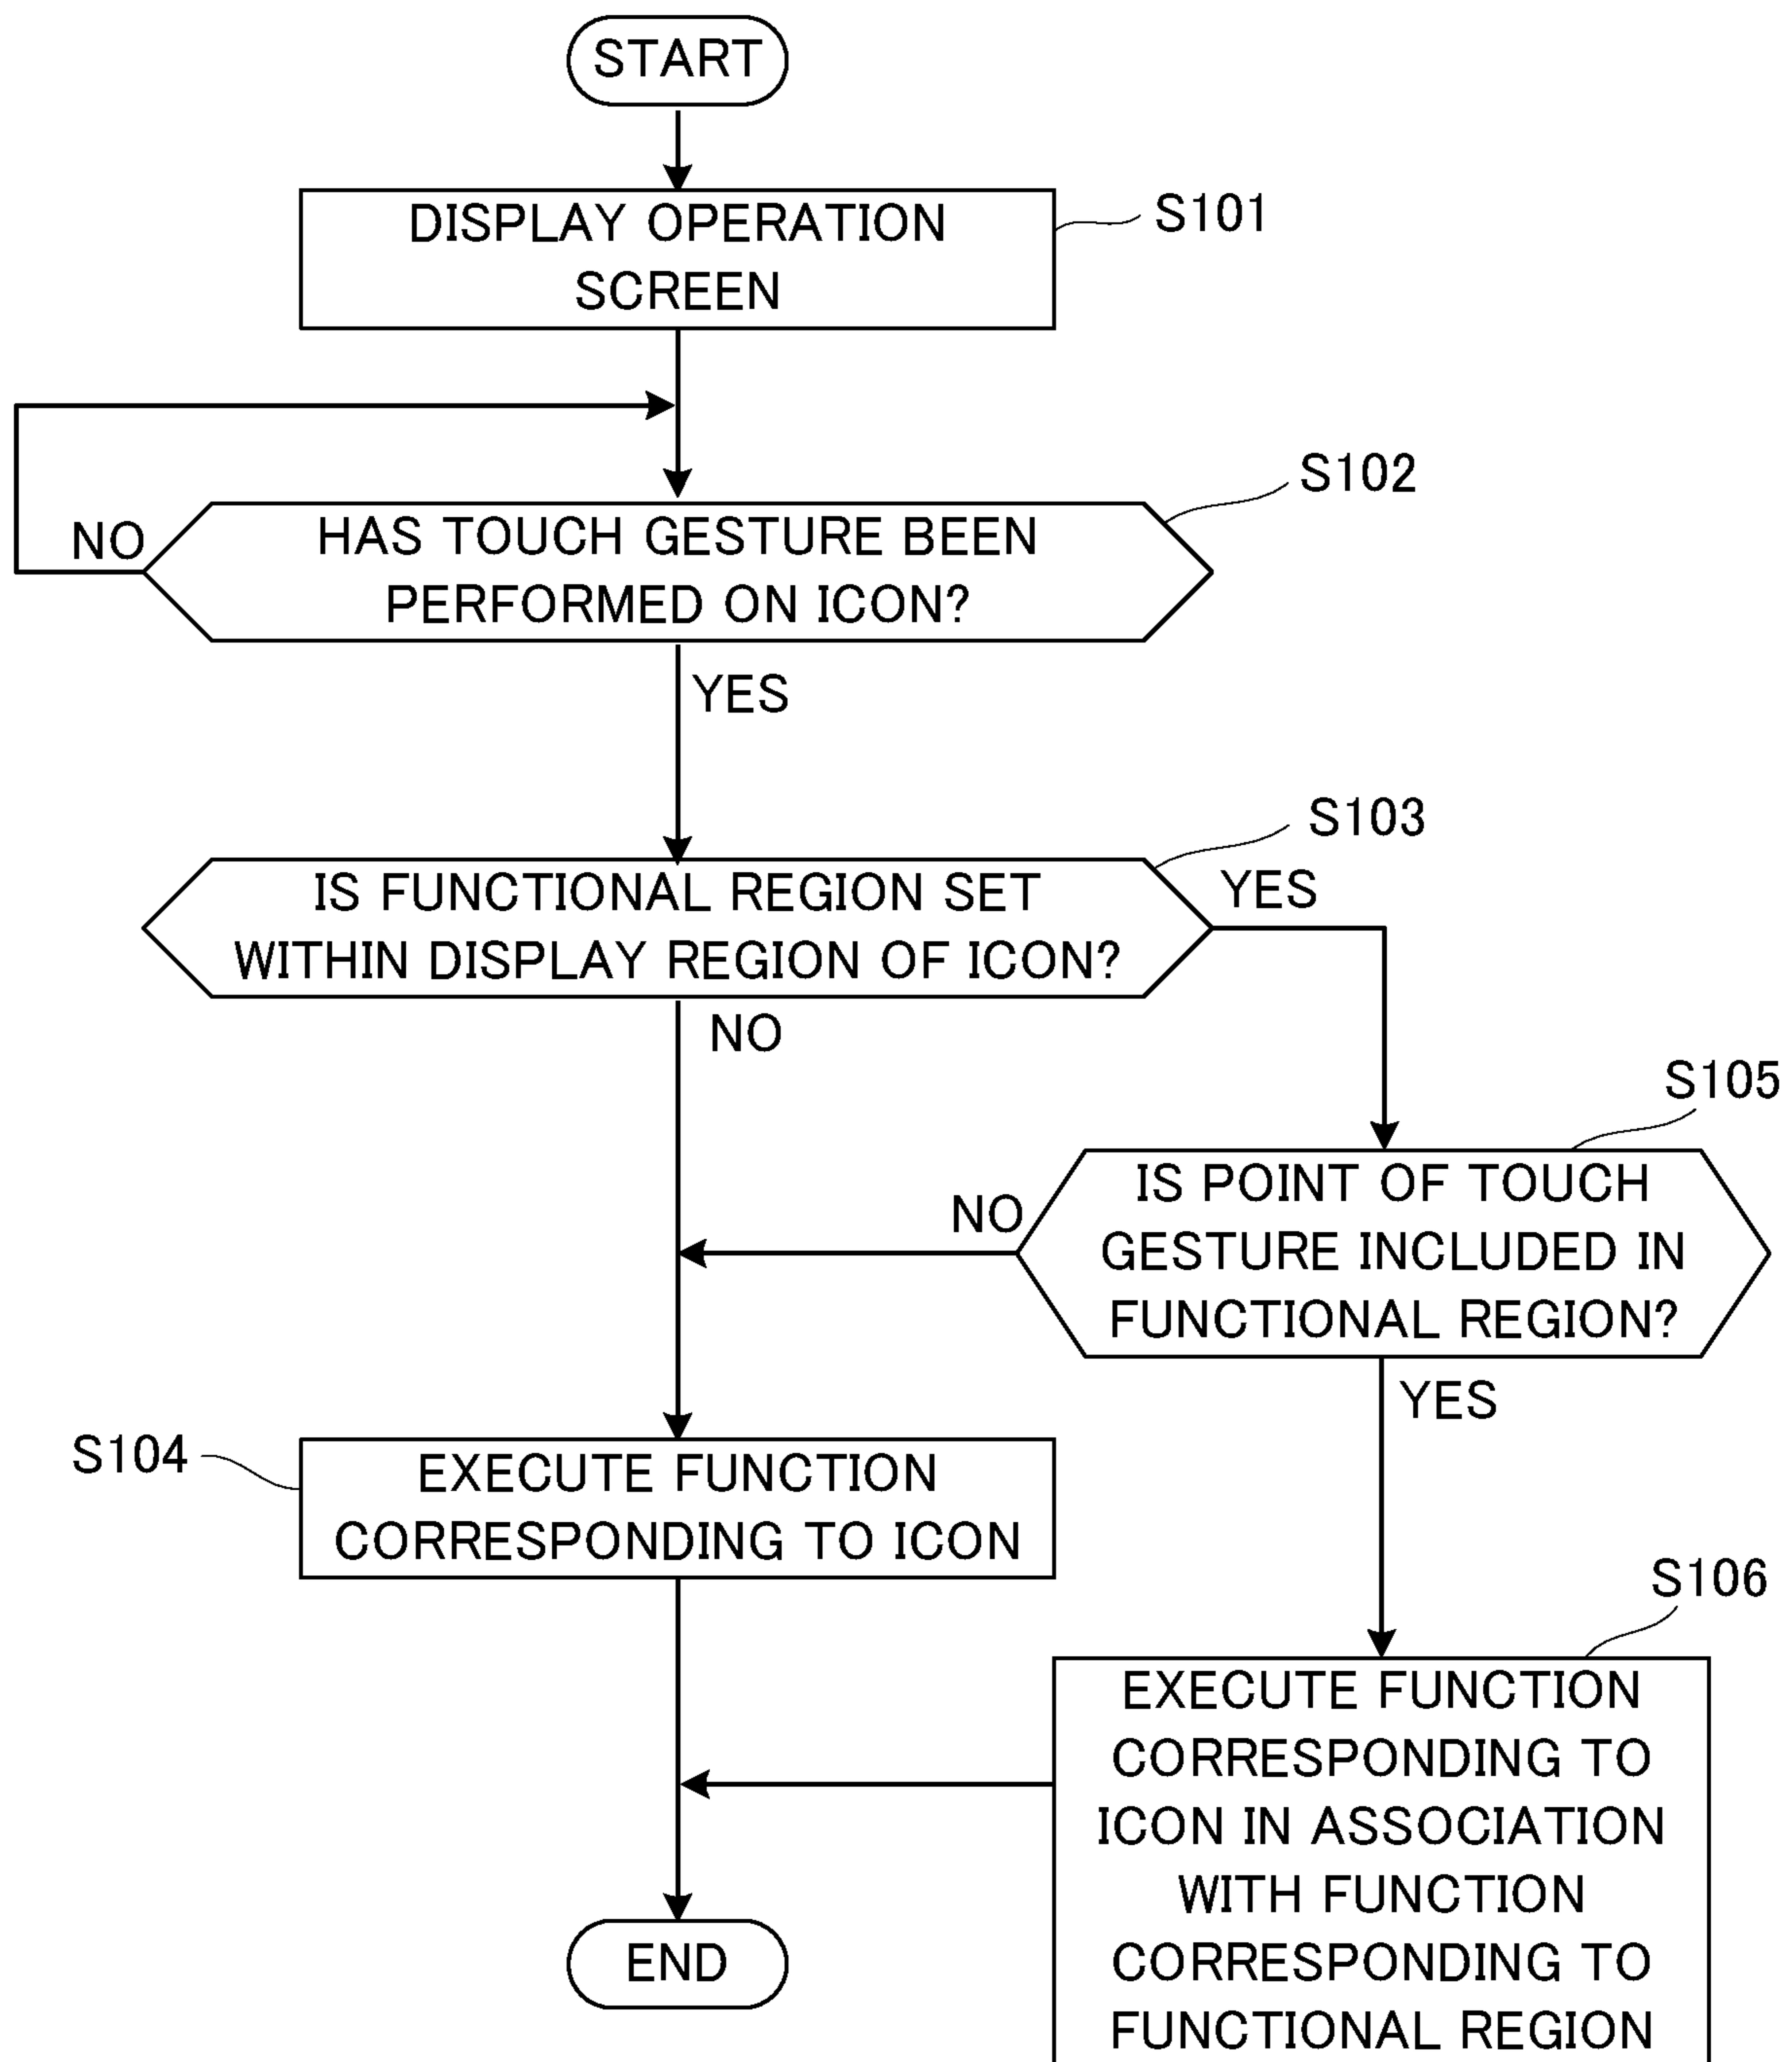 START
DISPLAY OPERATION
SCREEN
S101
S102
HAS TOUCH GESTURE BEEN
PERFORMED ON ICON?
NO
YES
S103
IS FUNCTIONAL REGION SET
WITHIN DISPLAY REGION OF ICON?
YES
NO
S105
IS POINT OF TOUCH
GESTURE INCLUDED IN
FUNCTIONAL REGION?
NO
YES
S104
EXECUTE FUNCTION
CORRESPONDING TO ICON
S106
EXECUTE FUNCTION
CORRESPONDING TO
ICON IN ASSOCIATION
WITH FUNCTION
CORRESPONDING TO
FUNCTIONAL REGION
END